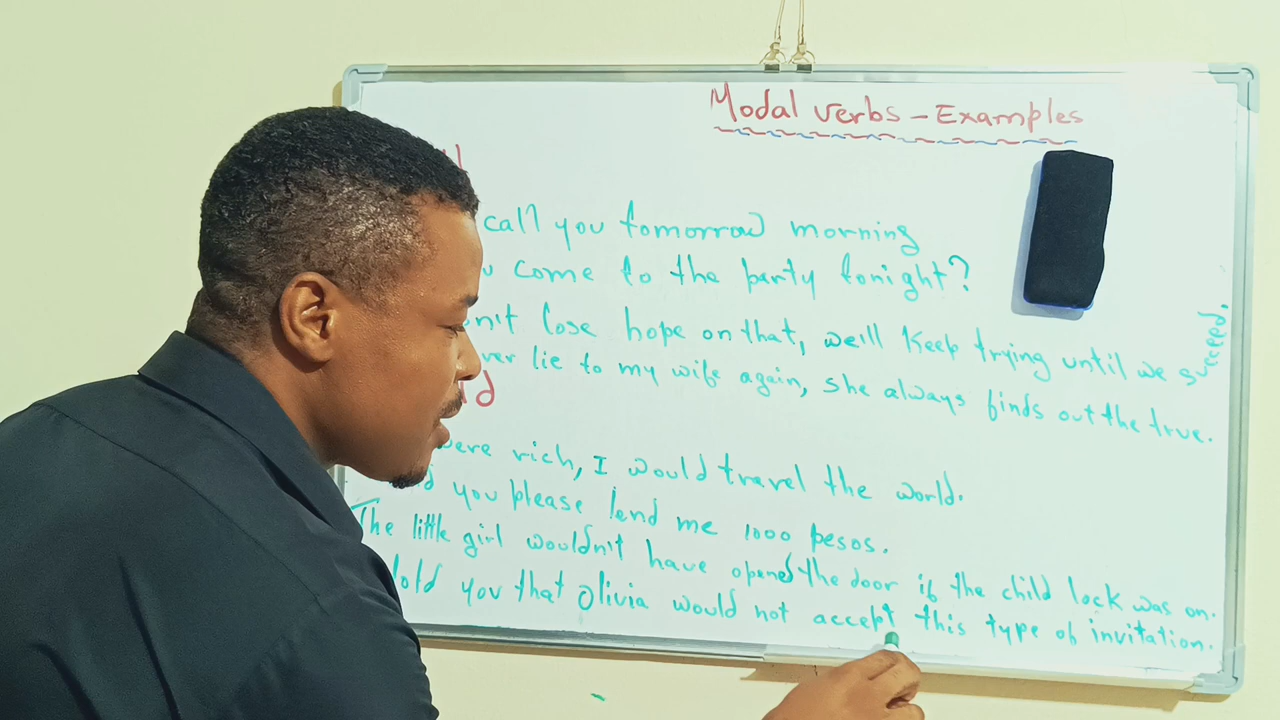 Modal verbs - Examples
call you tomorrow morning
come to the party tonight?
n't lose hope on that, we'll keep trying until we succeed.
ver lie to my wife again, she always finds out the true.
ere rich, I would travel the world.
you please lend me 1000 pesos.
The little girl wouldn't have opened the door if the child lock was on.
told you that Olivia would not accept this type of invitation.